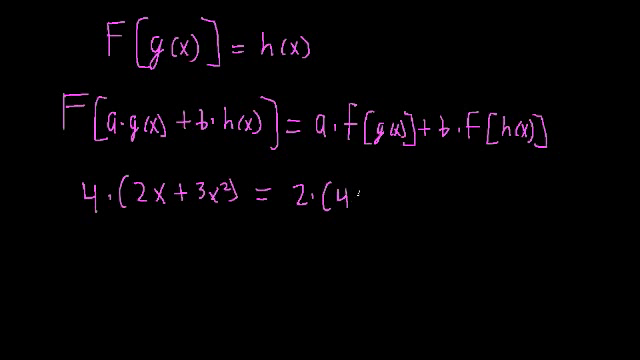 F[g(x)] = h(x)
F[a·g(x) + b·h(x)] = a·f[g(x)] + b·F[h(x)]
4·(2x + 3x²) = 2·(4·